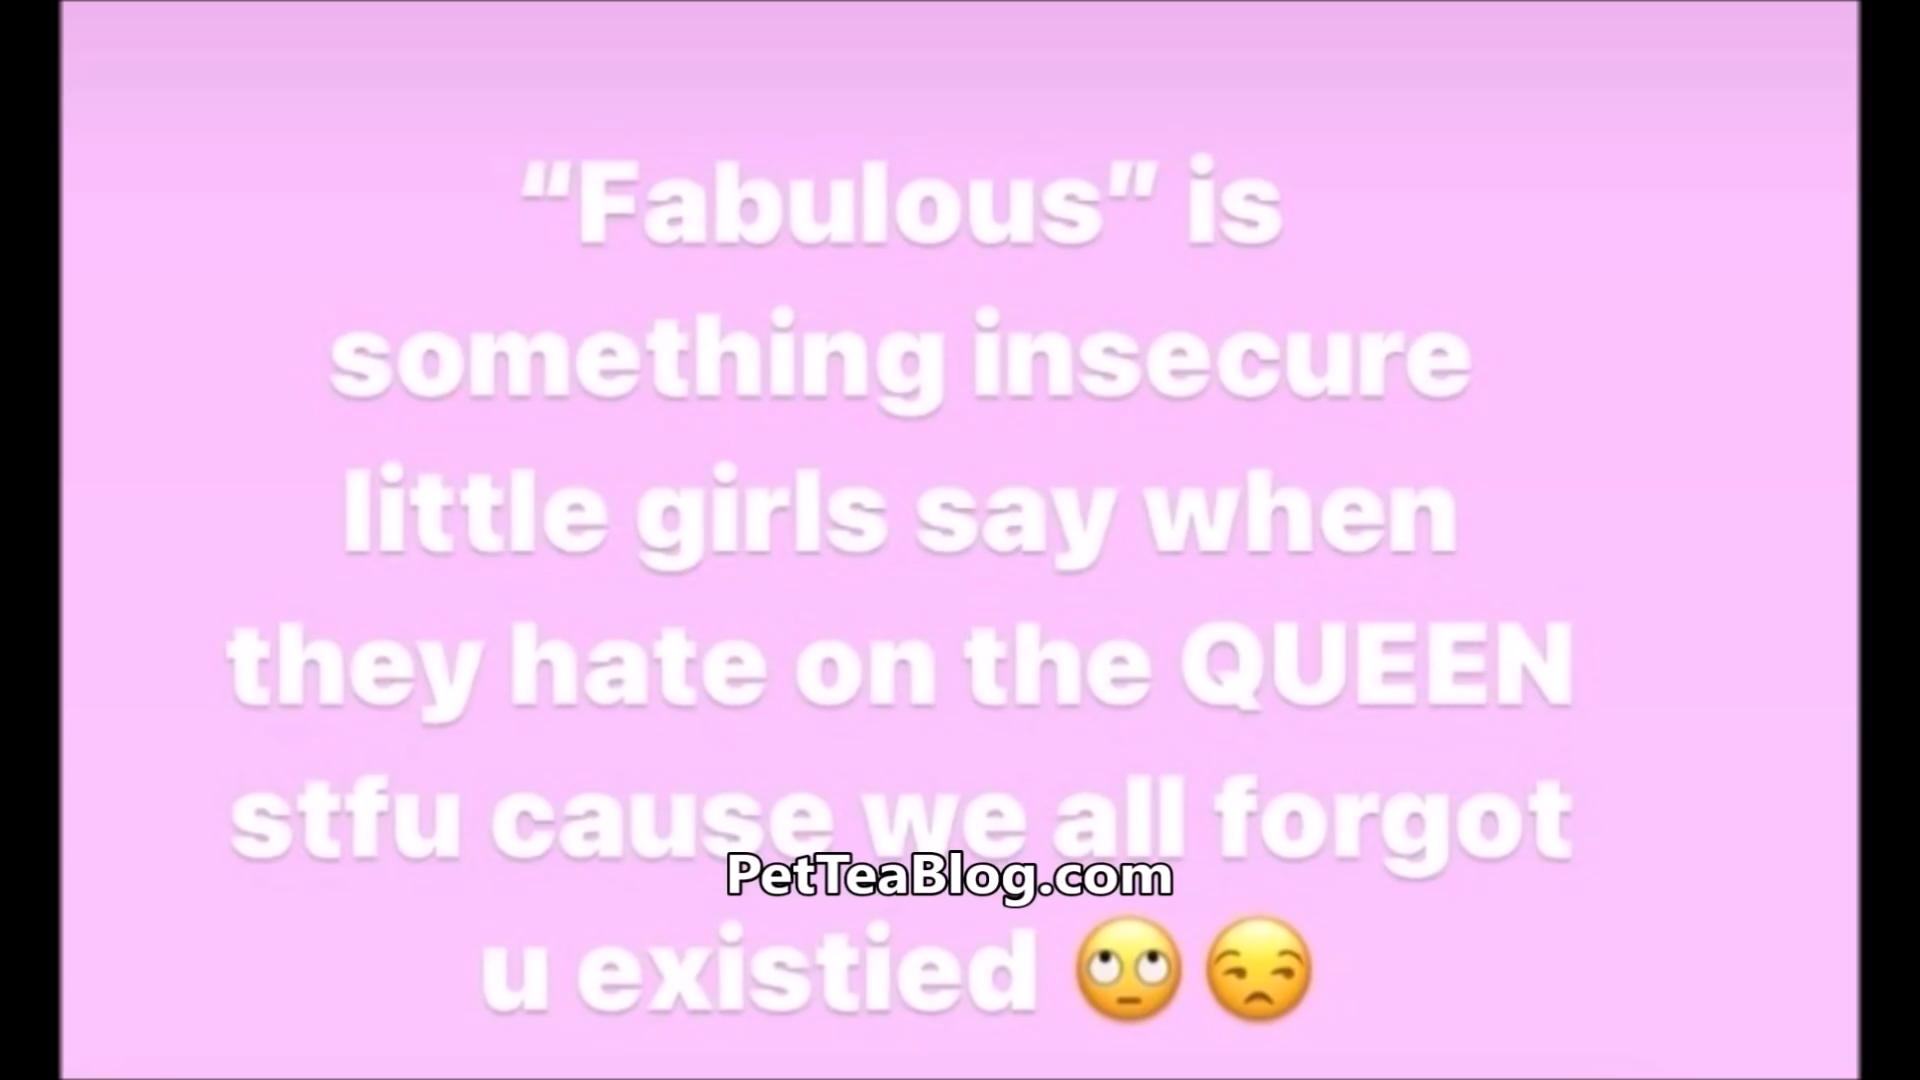 “Fabulous” is
something insecure
little girls say when
they hate on the QUEEN
stfu cause we all forgot
PetTeaBlog.com
u existied 🙄😒